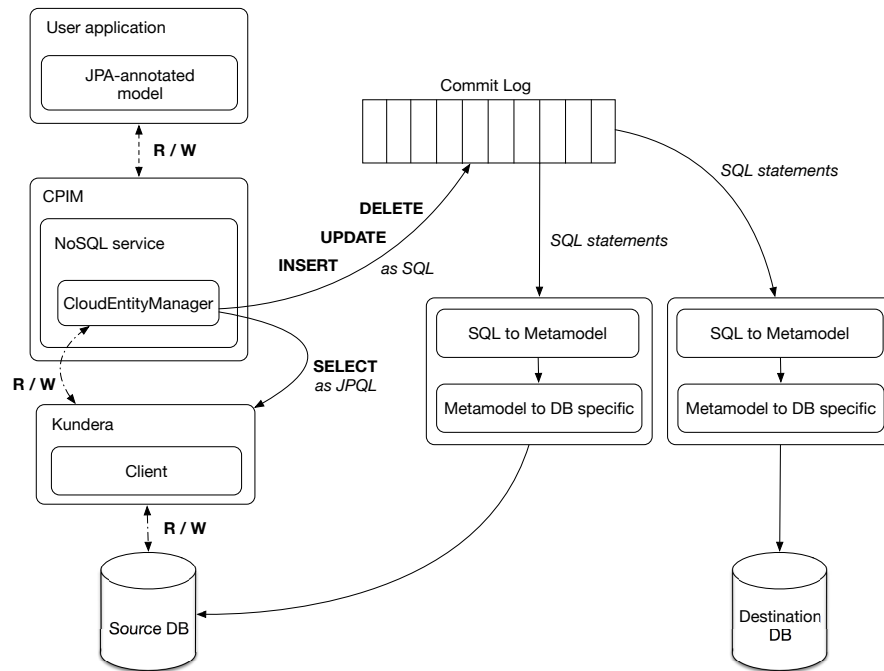 User application
JPA-annotated
model
R / W
CPIM
NoSQL service
CloudEntityManager
R / W
Kundera
Client
R / W
Source DB
DELETE
UPDATE
INSERT
as SQL
SELECT
as JPQL
Commit Log
SQL statements
SQL to Metamodel
Metamodel to DB specific
SQL statements
SQL to Metamodel
Metamodel to DB specific
Destination
DB